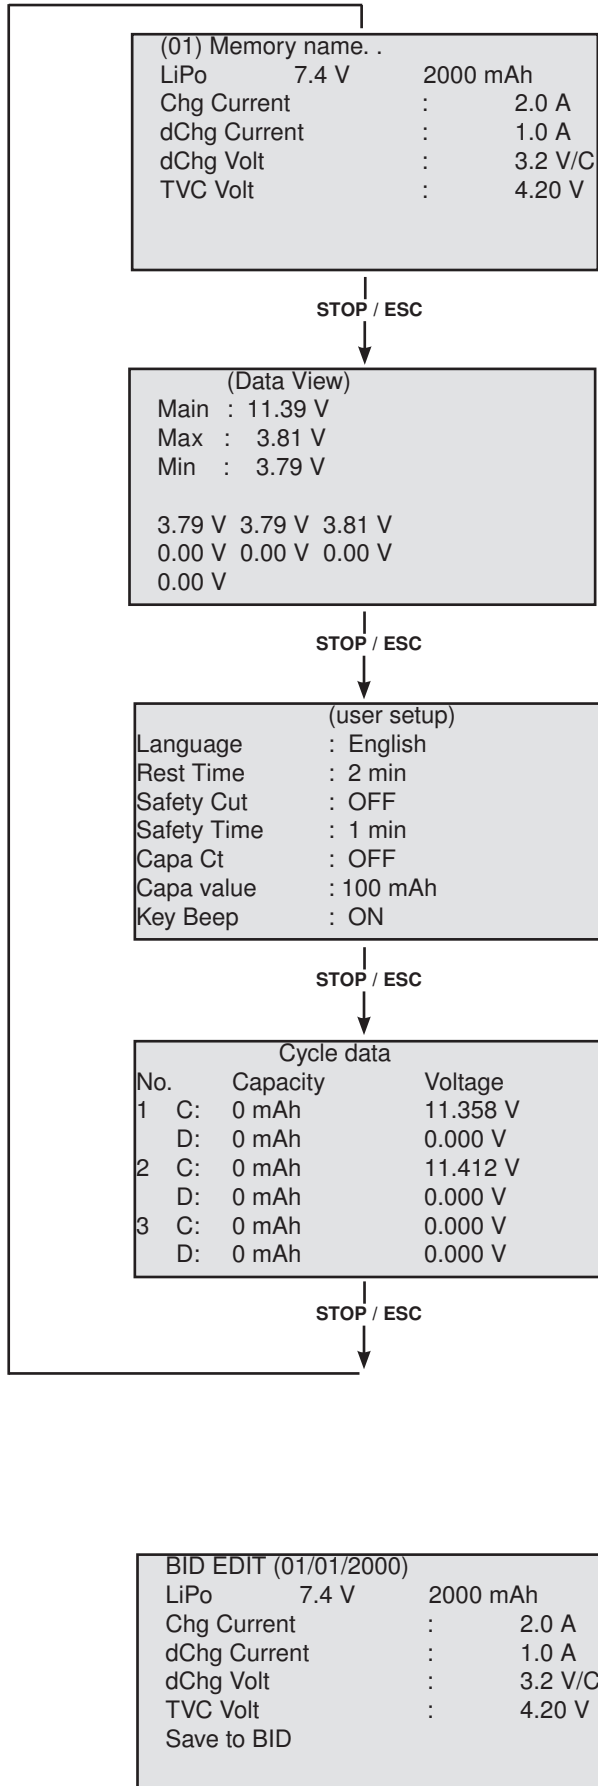 (01) Memory name. .
LiPo 7.4 V 2000 mAh
Chg Current : 2.0 A
dChg Current : 1.0 A
dChg Volt : 3.2 V/C
TVC Volt : 4.20 V
STOP / ESC
(Data View)
Main : 11.39 V
Max : 3.81 V
Min : 3.79 V
3.79 V 3.79 V 3.81 V
0.00 V 0.00 V 0.00 V
0.00 V
STOP / ESC
(user setup)
Language : English
Rest Time : 2 min
Safety Cut : OFF
Safety Time : 1 min
Capa Ct : OFF
Capa value : 100 mAh
Key Beep : ON
STOP / ESC
Cycle data
No. Capacity Voltage
1 C: 0 mAh 11.358 V
D: 0 mAh 0.000 V
2 C: 0 mAh 11.412 V
D: 0 mAh 0.000 V
3 C: 0 mAh 0.000 V
D: 0 mAh 0.000 V
STOP / ESC
BID EDIT (01/01/2000)
LiPo 7.4 V 2000 mAh
Chg Current : 2.0 A
dChg Current : 1.0 A
dChg Volt : 3.2 V/C
TVC Volt : 4.20 V
Save to BID